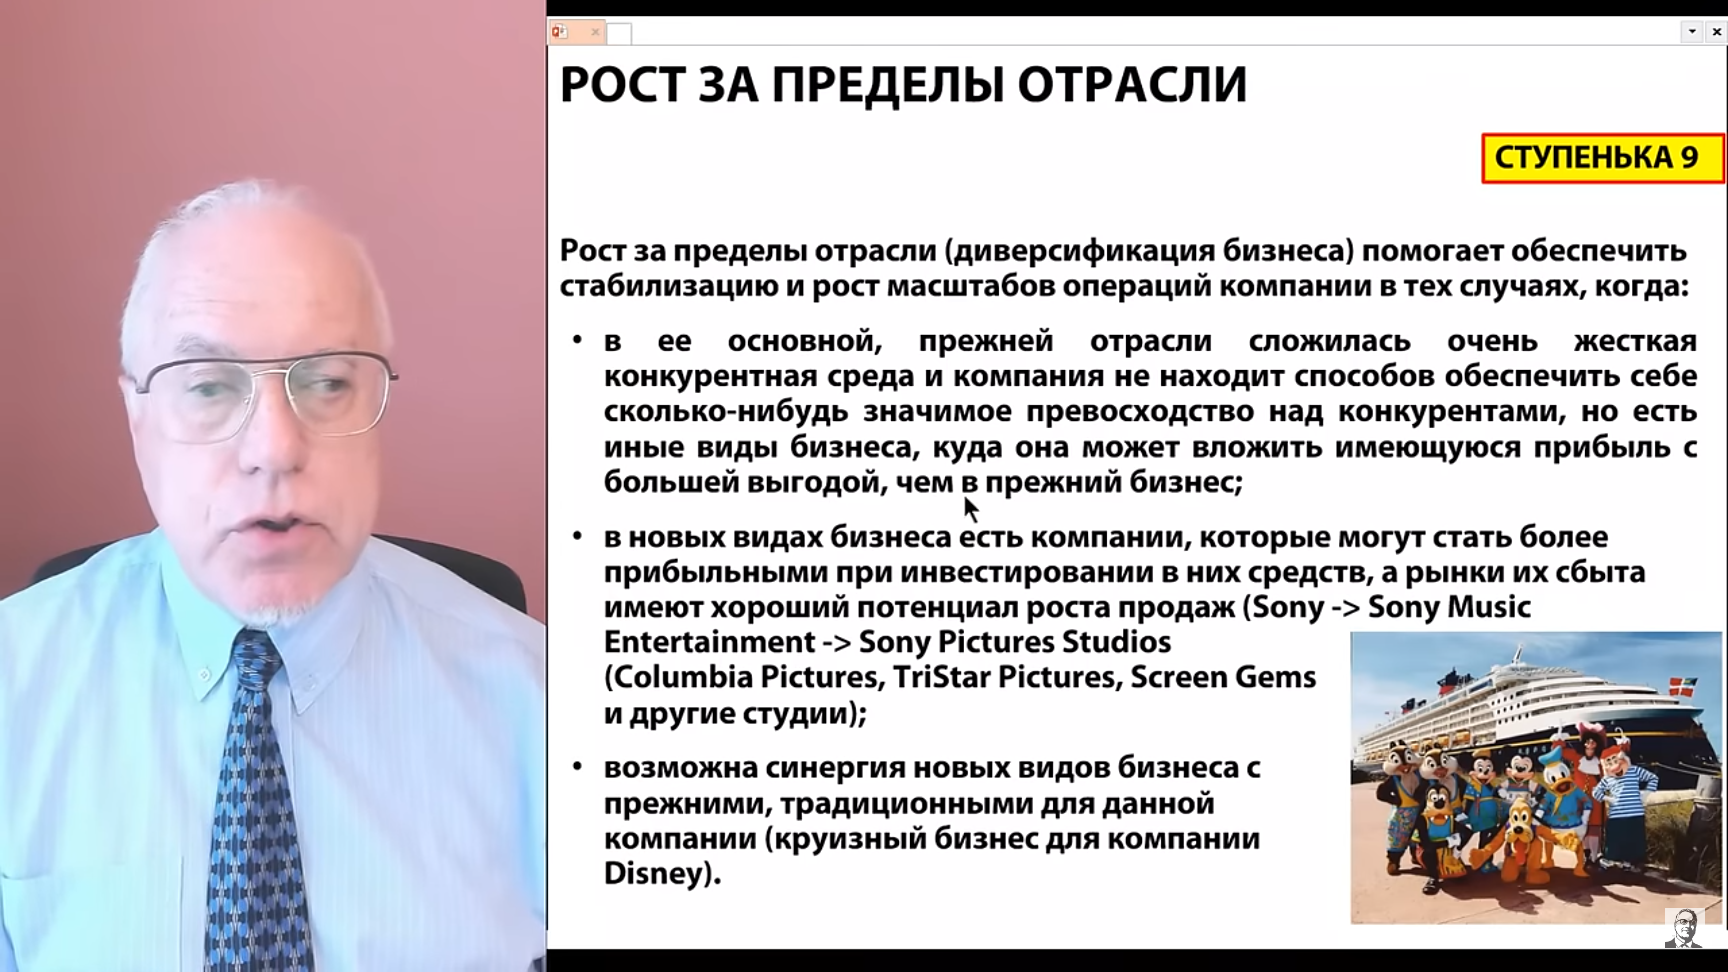 РОСТ ЗА ПРЕДЕЛЫ ОТРАСЛИ
СТУПЕНЬКА 9
Рост за пределы отрасли (диверсификация бизнеса) помогает обеспечить
стабилизацию и рост масштабов операций компании в тех случаях, когда:
• в ее основной, прежней отрасли сложилась очень жесткая
конкурентная среда и компания не находит способов обеспечить себе
сколько-нибудь значимое превосходство над конкурентами, но есть
иные виды бизнеса, куда она может вложить имеющуюся прибыль с
большей выгодой, чем в прежний бизнес;
• в новых видах бизнеса есть компании, которые могут стать более
прибыльными при инвестировании в них средств, а рынки их сбыта
имеют хороший потенциал роста продаж (Sony -> Sony Music
Entertainment -> Sony Pictures Studios
(Columbia Pictures, TriStar Pictures, Screen Gems
и другие студии);
• возможна синергия новых видов бизнеса с
прежними, традиционными для данной
компании (круизный бизнес для компании
Disney).